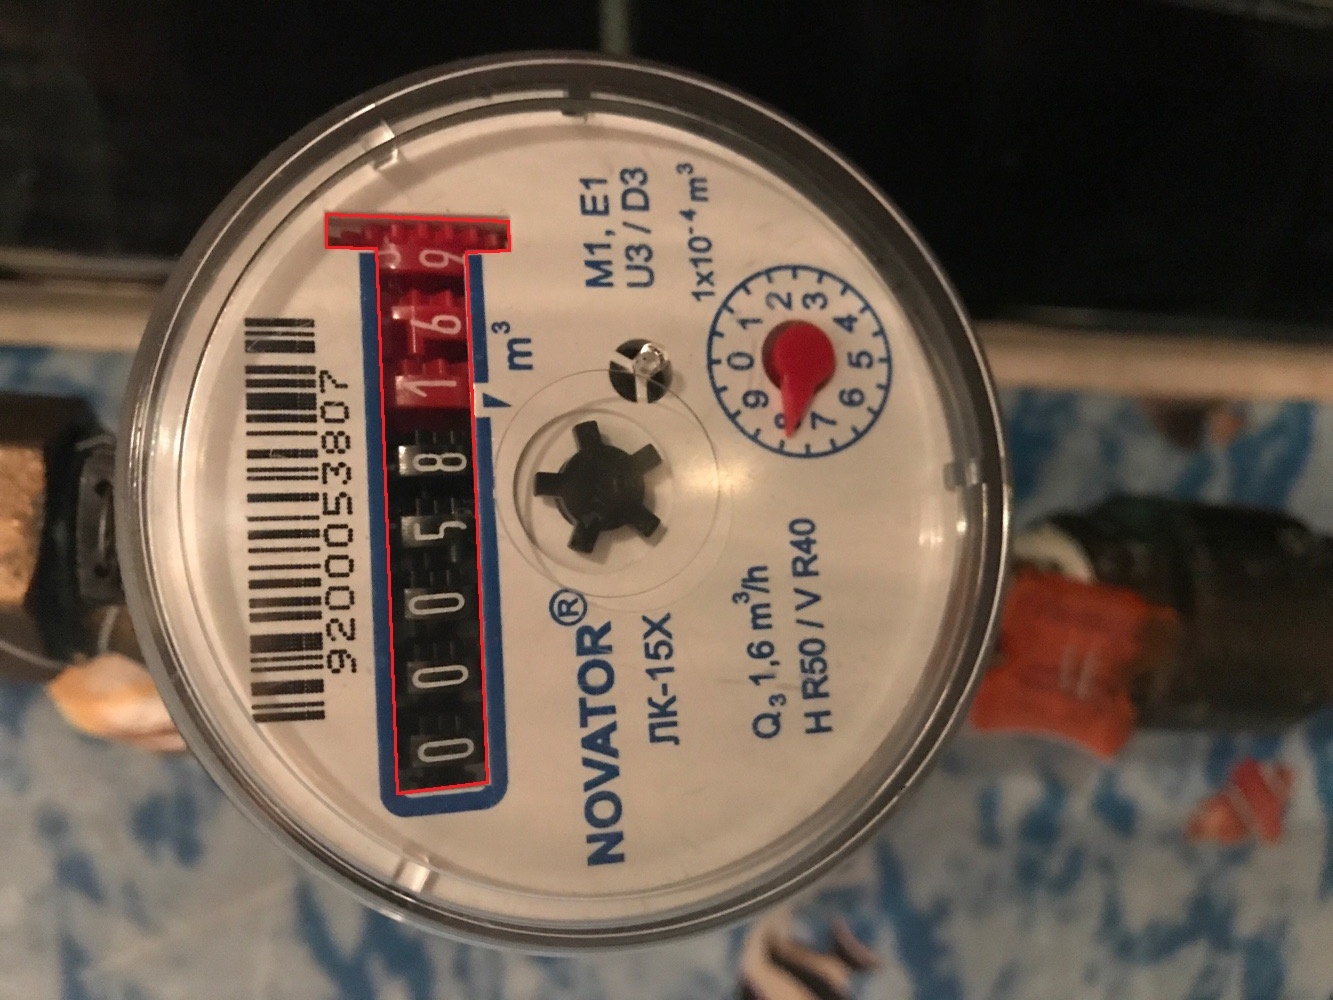 9200053807
00058169
m³
NOVATOR®
ЛК-15Х
M1, E1
U3 / D3
1x10⁻⁴ m³
0 1 2 3 4 5 6 7 8 9
Q₃ 1,6 m³/h
H R50 / V R40